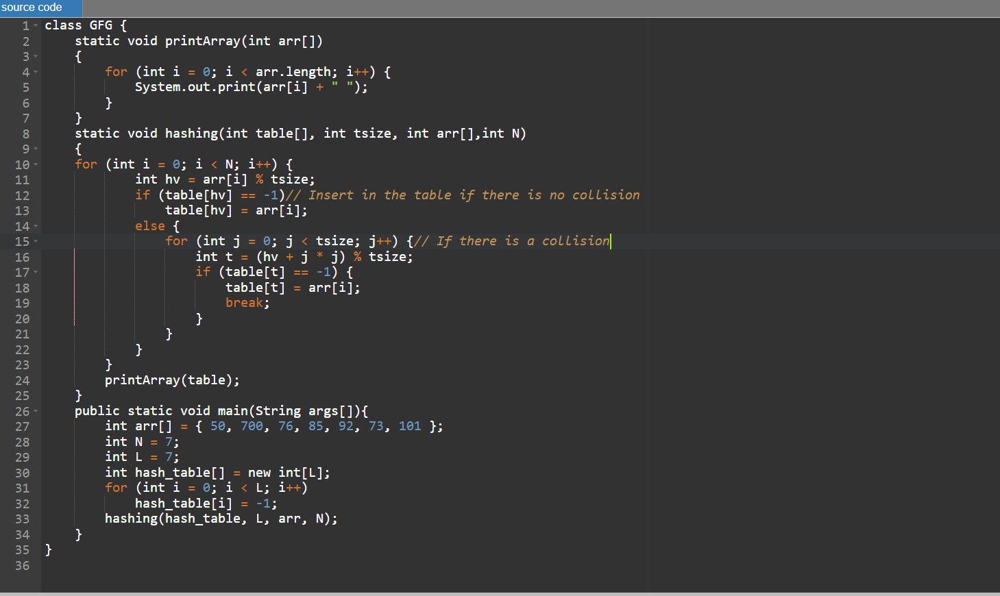 source code
1 class GFG {
2 static void printArray(int arr[])
3 {
4 for (int i = 0; i < arr.length; i++) {
5 System.out.print(arr[i] + " ");
6 }
7 }
8 static void hashing(int table[], int tsize, int arr[],int N)
9 {
10 for (int i = 0; i < N; i++) {
11 int hv = arr[i] % tsize;
12 if (table[hv] == -1)// Insert in the table if there is no collision
13 table[hv] = arr[i];
14 else {
15 for (int j = 0; j < tsize; j++) {// If there is a collision
16 int t = (hv + j * j) % tsize;
17 if (table[t] == -1) {
18 table[t] = arr[i];
19 break;
20 }
21 }
22 }
23 }
24 printArray(table);
25 }
26 public static void main(String args[]){
27 int arr[] = { 50, 700, 76, 85, 92, 73, 101 };
28 int N = 7;
29 int L = 7;
30 int hash_table[] = new int[L];
31 for (int i = 0; i < L; i++)
32 hash_table[i] = -1;
33 hashing(hash_table, L, arr, N);
34 }
35 }
36